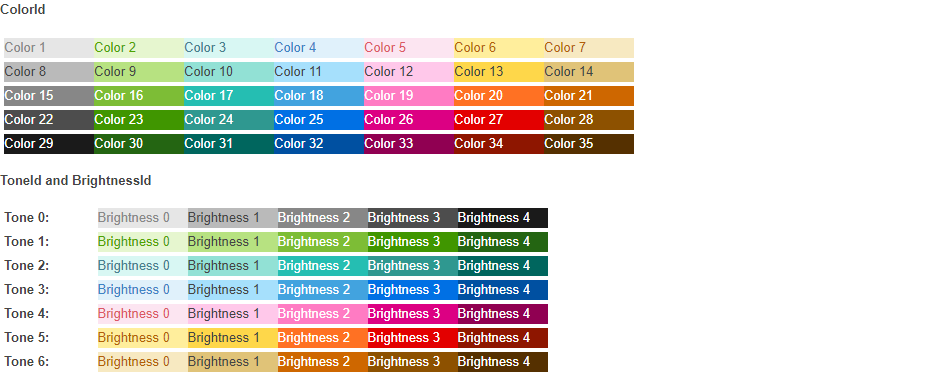 ColorId
Color 1 Color 2 Color 3 Color 4 Color 5 Color 6 Color 7
Color 8 Color 9 Color 10 Color 11 Color 12 Color 13 Color 14
Color 15 Color 16 Color 17 Color 18 Color 19 Color 20 Color 21
Color 22 Color 23 Color 24 Color 25 Color 26 Color 27 Color 28
Color 29 Color 30 Color 31 Color 32 Color 33 Color 34 Color 35
ToneId and BrightnessId
Tone 0: Brightness 0 Brightness 1 Brightness 2 Brightness 3 Brightness 4
Tone 1: Brightness 0 Brightness 1 Brightness 2 Brightness 3 Brightness 4
Tone 2: Brightness 0 Brightness 1 Brightness 2 Brightness 3 Brightness 4
Tone 3: Brightness 0 Brightness 1 Brightness 2 Brightness 3 Brightness 4
Tone 4: Brightness 0 Brightness 1 Brightness 2 Brightness 3 Brightness 4
Tone 5: Brightness 0 Brightness 1 Brightness 2 Brightness 3 Brightness 4
Tone 6: Brightness 0 Brightness 1 Brightness 2 Brightness 3 Brightness 4